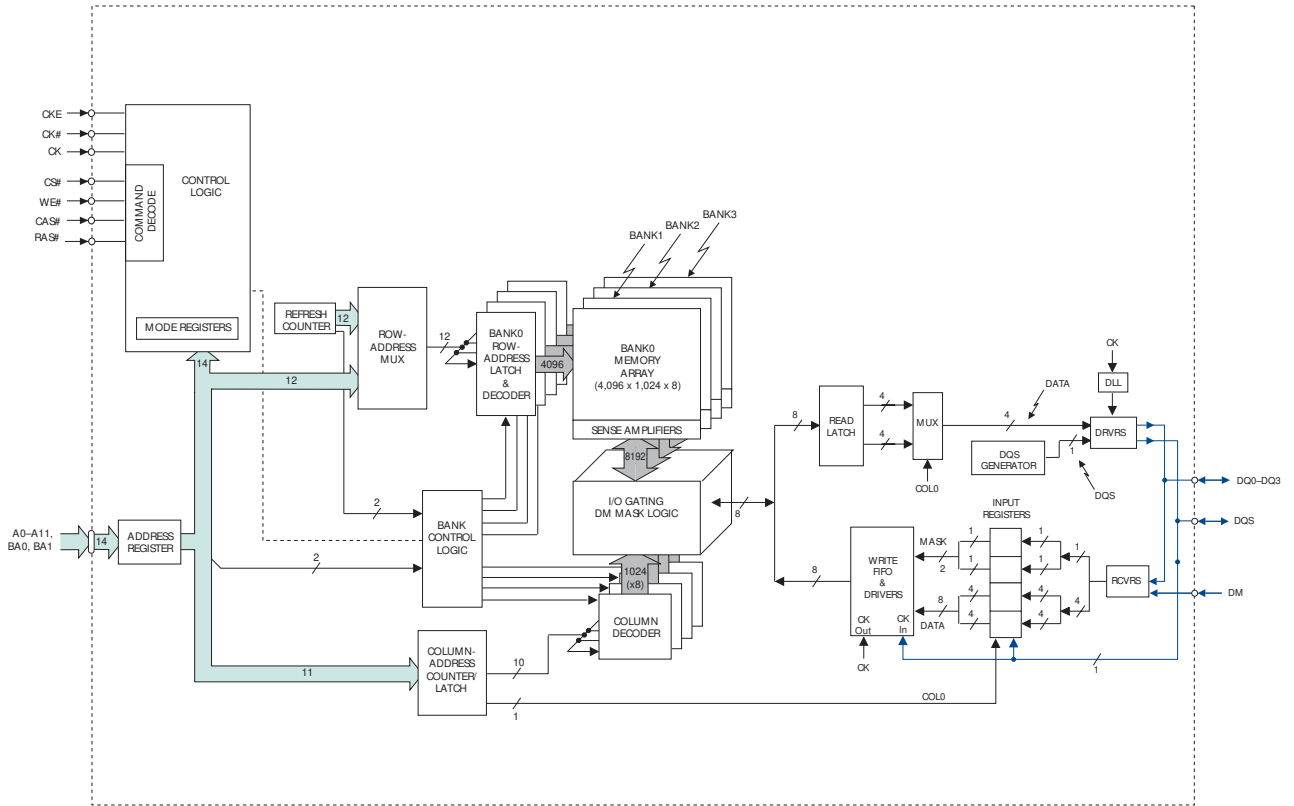 CKE
CK#
CK
CS#
WE#
CAS#
RAS#
COMMAND
DECODE
CONTROL
LOGIC
MODE REGISTERS
14
REFRESH
COUNTER
12
12
ROW-
ADDRESS
MUX
12
BANK0
ROW-
ADDRESS
LATCH
&
DECODER
4096
BANK1
BANK2
BANK3
BANK0
MEMORY
ARRAY
(4,096 x 1,024 x 8)
SENSE AMPLIFIERS
8192
I/O GATING
DM MASK LOGIC
8
2
BANK
CONTROL
LOGIC
2
A0–A11,
BA0, BA1
14
ADDRESS
REGISTER
1024
(x8)
COLUMN
DECODER
11
COLUMN-
ADDRESS
COUNTER/
LATCH
10
1
COL0
8
READ
LATCH
4
4
MUX
COL0
4
DATA
CK
DLL
DRVRS
DQS
GENERATOR
1
DQS
DQ0–DQ3
DQS
DM
INPUT
REGISTERS
8
WRITE
FIFO
&
DRIVERS
CK
Out
CK
In
CK
MASK
2
8
DATA
1
1
4
4
1
1
4
4
1
4
RCVRS
1